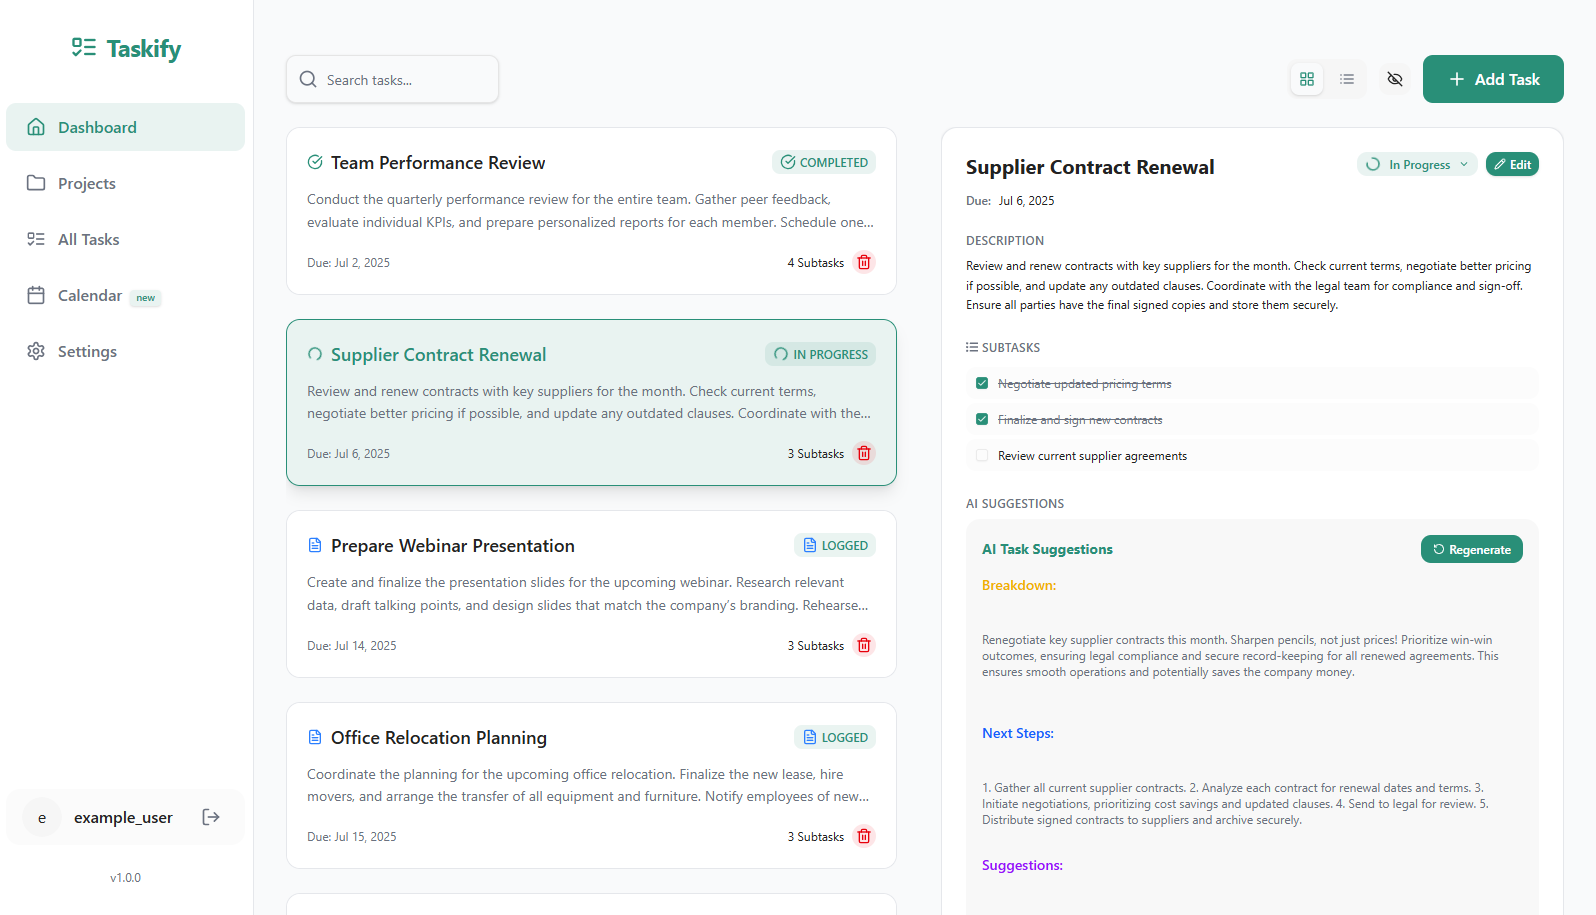 Taskify
Dashboard
Projects
All Tasks
Calendar new
Settings
e example_user
v1.0.0
Search tasks...
Add Task
Team Performance Review
COMPLETED
Conduct the quarterly performance review for the entire team. Gather peer feedback,
evaluate individual KPIs, and prepare personalized reports for each member. Schedule one...
Due: Jul 2, 2025
4 Subtasks
Supplier Contract Renewal
IN PROGRESS
Review and renew contracts with key suppliers for the month. Check current terms,
negotiate better pricing if possible, and update any outdated clauses. Coordinate with the...
Due: Jul 6, 2025
3 Subtasks
Prepare Webinar Presentation
LOGGED
Create and finalize the presentation slides for the upcoming webinar. Research relevant
data, draft talking points, and design slides that match the company’s branding. Rehearse...
Due: Jul 14, 2025
3 Subtasks
Office Relocation Planning
LOGGED
Coordinate the planning for the upcoming office relocation. Finalize the new lease, hire
movers, and arrange the transfer of all equipment and furniture. Notify employees of new...
Due: Jul 15, 2025
3 Subtasks
Supplier Contract Renewal
In Progress
Edit
Due: Jul 6, 2025
DESCRIPTION
Review and renew contracts with key suppliers for the month. Check current terms, negotiate better pricing
if possible, and update any outdated clauses. Coordinate with the legal team for compliance and sign-off.
Ensure all parties have the final signed copies and store them securely.
SUBTASKS
Negotiate updated pricing terms
Finalize and sign new contracts
Review current supplier agreements
AI SUGGESTIONS
AI Task Suggestions
Regenerate
Breakdown:
Renegotiate key supplier contracts this month. Sharpen pencils, not just prices! Prioritize win-win
outcomes, ensuring legal compliance and secure record-keeping for all renewed agreements. This
ensures smooth operations and potentially saves the company money.
Next Steps:
1. Gather all current supplier contracts. 2. Analyze each contract for renewal dates and terms. 3.
Initiate negotiations, prioritizing cost savings and updated clauses. 4. Send to legal for review. 5.
Distribute signed contracts to suppliers and archive securely.
Suggestions: